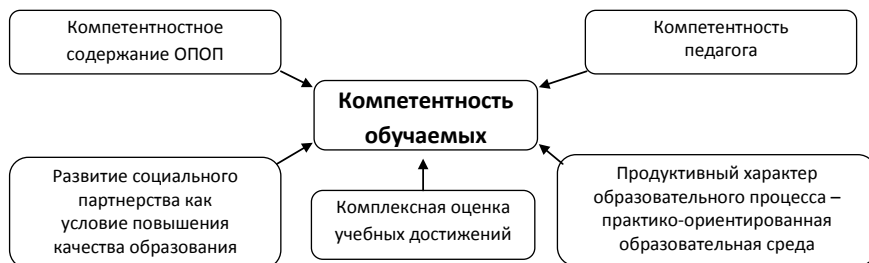 Компетентностное
содержание ОПОП
Компетентность
педагога
Компетентность
обучаемых
Развитие социального
партнерства как
условие повышения
качества образования
Комплексная оценка
учебных достижений
Продуктивный характер
образовательного процесса –
практико-ориентированная
образовательная среда